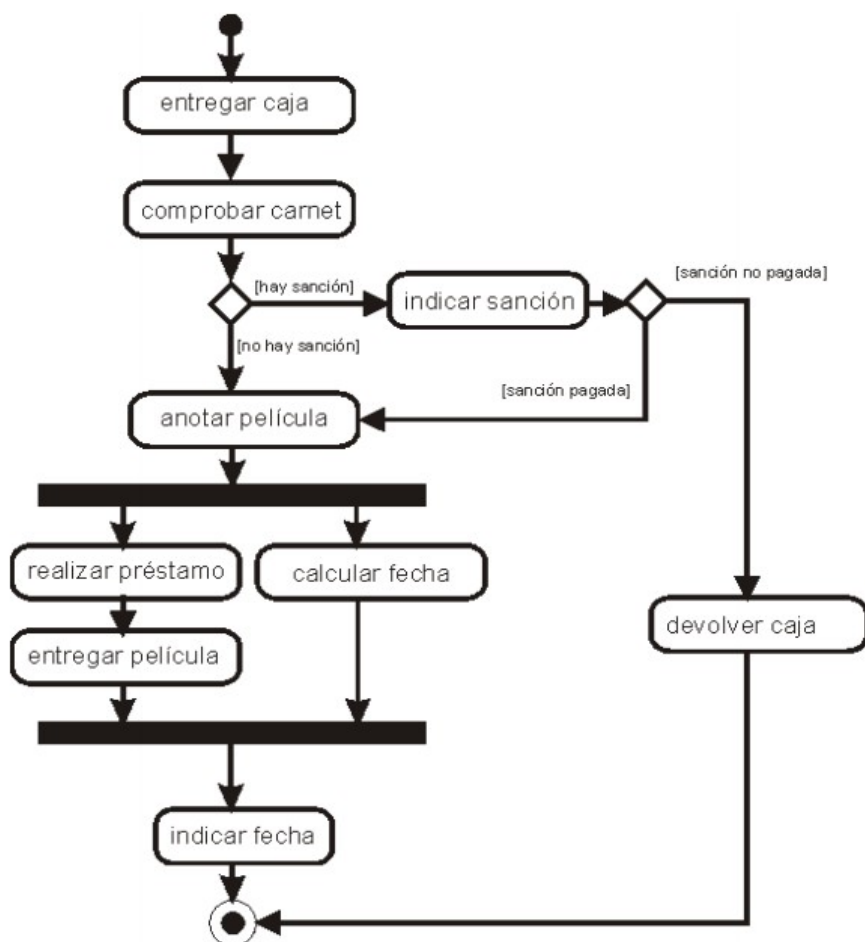 entregar caja
comprobar carnet
[hay sanción]
indicar sanción
[sanción no pagada]
[no hay sanción]
[sanción pagada]
anotar película
realizar préstamo
calcular fecha
entregar película
devolver caja
indicar fecha